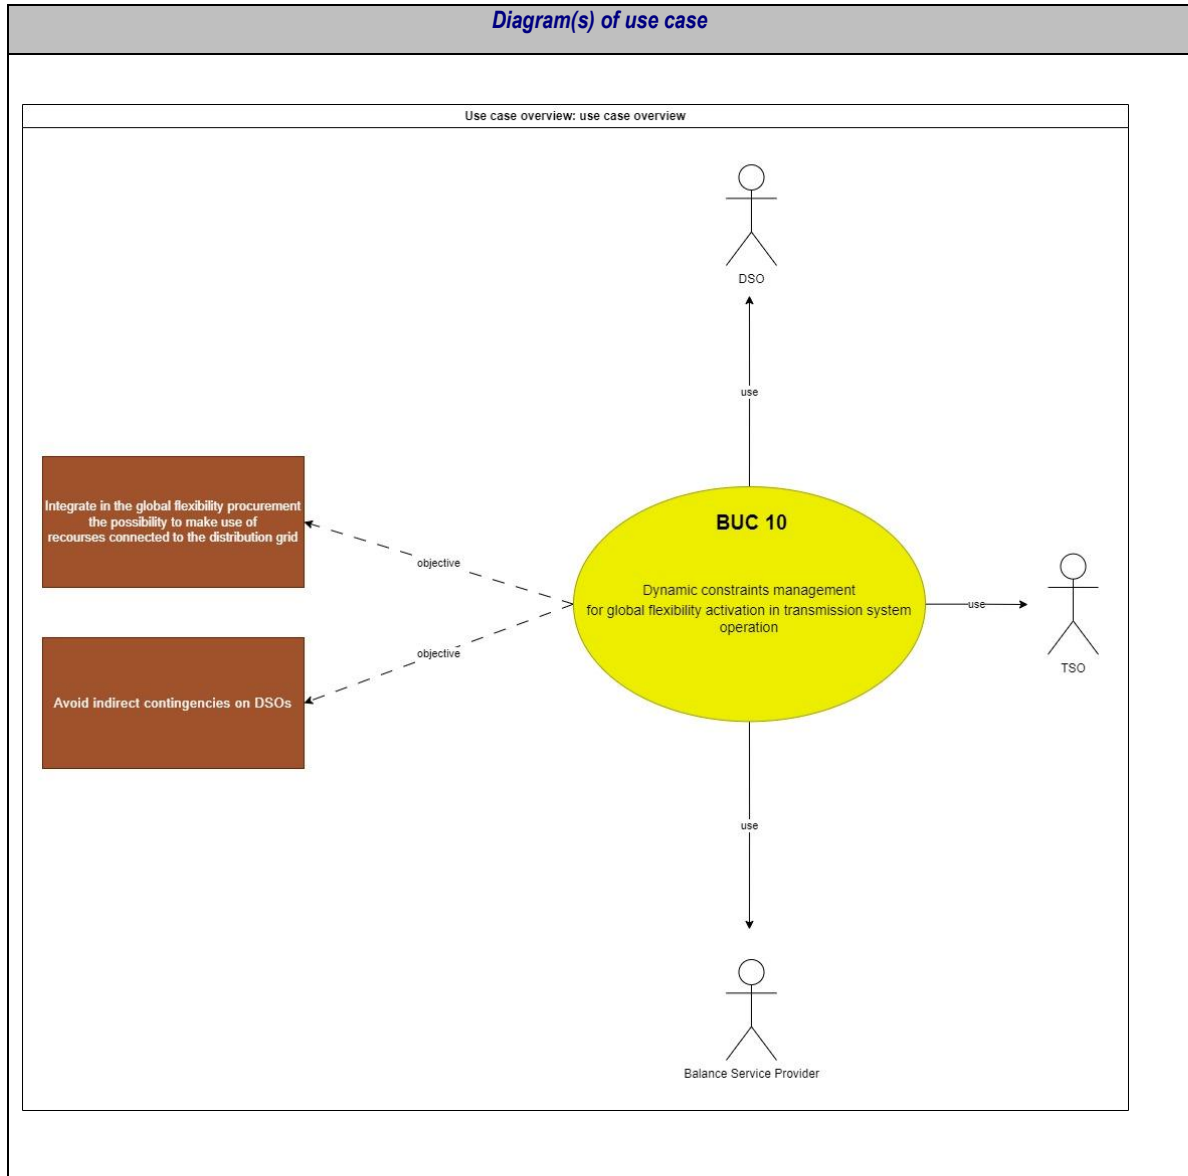 Diagram(s) of use case
Use case overview: use case overview
DSO
use
Integrate in the global flexibility procurement
the possibility to make use of
recourses connected to the distribution grid
objective
BUC 10
Dynamic constraints management
for global flexibility activation in transmission system
operation
use
TSO
objective
Avoid indirect contingencies on DSOs
use
Balance Service Provider